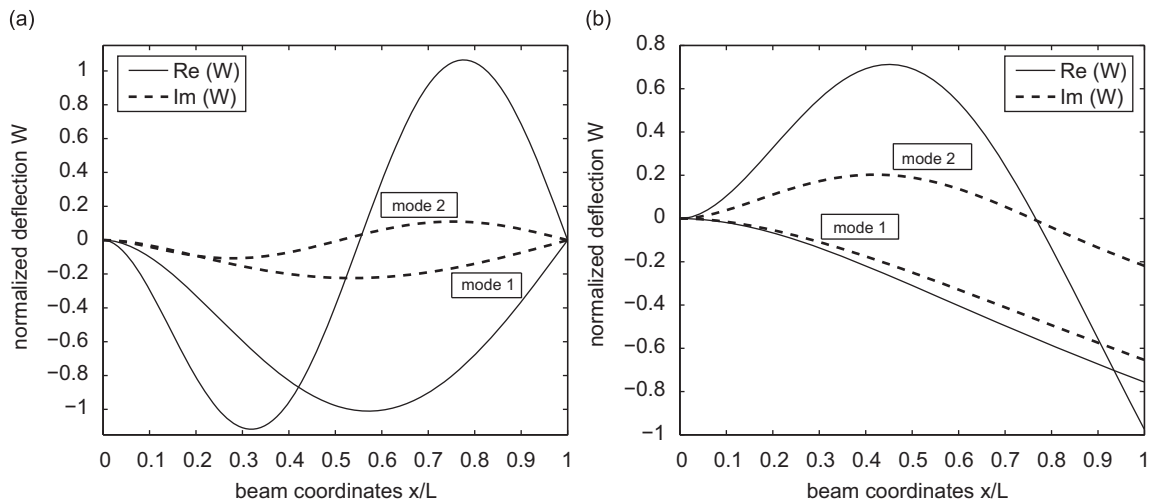 (a)
Re (W)
Im (W)
mode 2
mode 1
1
0.8
0.6
0.4
0.2
0
−0.2
−0.4
−0.6
−0.8
−1
normalized deflection W
0 0.1 0.2 0.3 0.4 0.5 0.6 0.7 0.8 0.9 1
beam coordinates x/L
(b)
Re (W)
Im (W)
mode 2
mode 1
0.8
0.6
0.4
0.2
0
−0.2
−0.4
−0.6
−0.8
−1
normalized deflection W
0 0.1 0.2 0.3 0.4 0.5 0.6 0.7 0.8 0.9 1
beam coordinates x/L